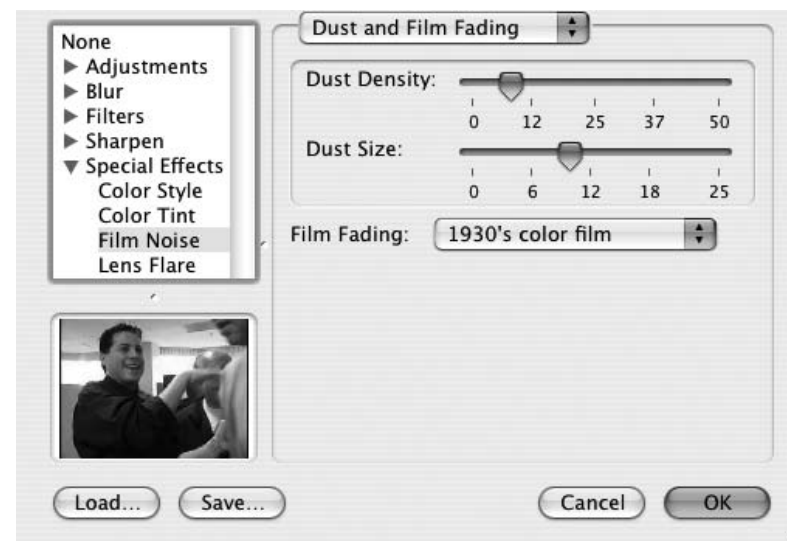 None
Adjustments
Blur
Filters
Sharpen
Special Effects
Color Style
Color Tint
Film Noise
Lens Flare
Dust and Film Fading
Dust Density:
0 12 25 37 50
Dust Size:
0 6 12 18 25
Film Fading: 1930's color film
Load... Save... Cancel OK